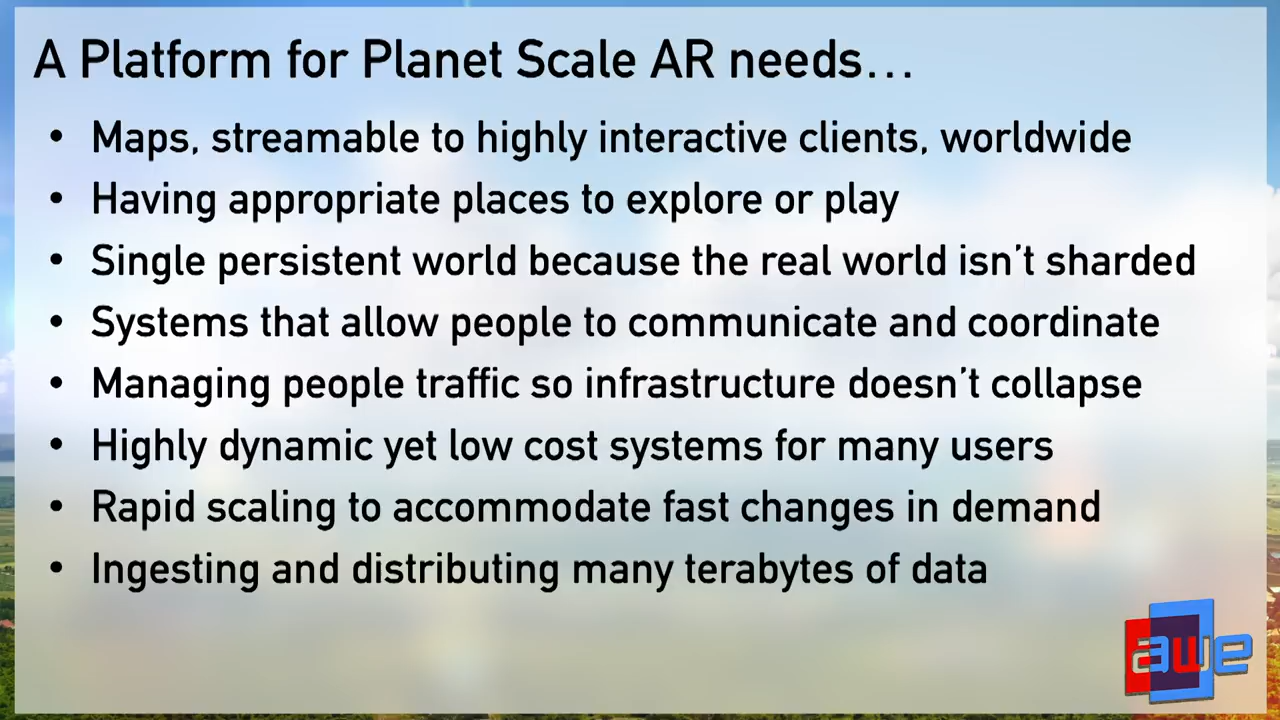 A Platform for Planet Scale AR needs...
• Maps, streamable to highly interactive clients, worldwide
• Having appropriate places to explore or play
• Single persistent world because the real world isn’t sharded
• Systems that allow people to communicate and coordinate
• Managing people traffic so infrastructure doesn’t collapse
• Highly dynamic yet low cost systems for many users
• Rapid scaling to accommodate fast changes in demand
• Ingesting and distributing many terabytes of data
awe